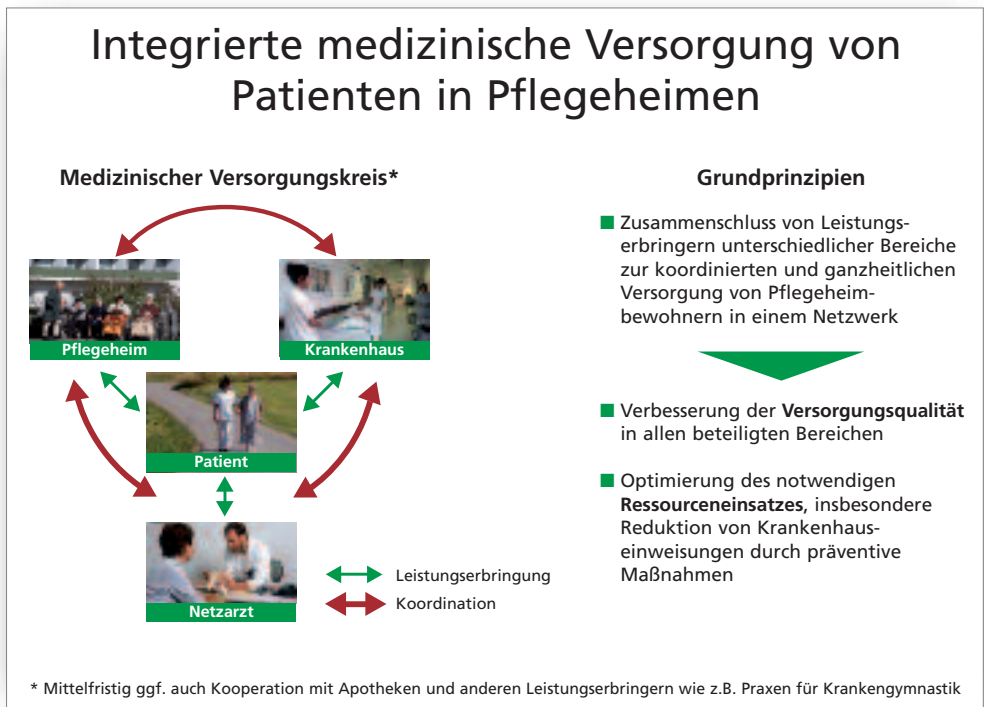 Integrierte medizinische Versorgung von
Patienten in Pflegeheimen
Medizinischer Versorgungskreis*
Pflegeheim
Krankenhaus
Patient
Netzarzt
Leistungserbringung
Koordination
Grundprinzipien
Zusammenschluss von Leistungs-
erbringern unterschiedlicher Bereiche
zur koordinierten und ganzheitlichen
Versorgung von Pflegeheim-
bewohnern in einem Netzwerk
Verbesserung der Versorgungsqualität
in allen beteiligten Bereichen
Optimierung des notwendigen
Ressourceneinsatzes, insbesondere
Reduktion von Krankenhaus-
einweisungen durch präventive
Maßnahmen
* Mittelfristig ggf. auch Kooperation mit Apotheken und anderen Leistungserbringern wie z.B. Praxen für Krankengymnastik